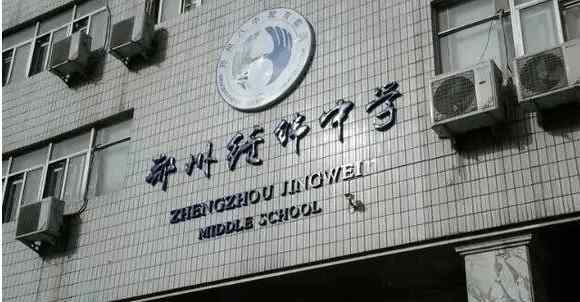 郑州经纬中学
ZHENGZHOU JINGWEI
MIDDLE SCHOOL